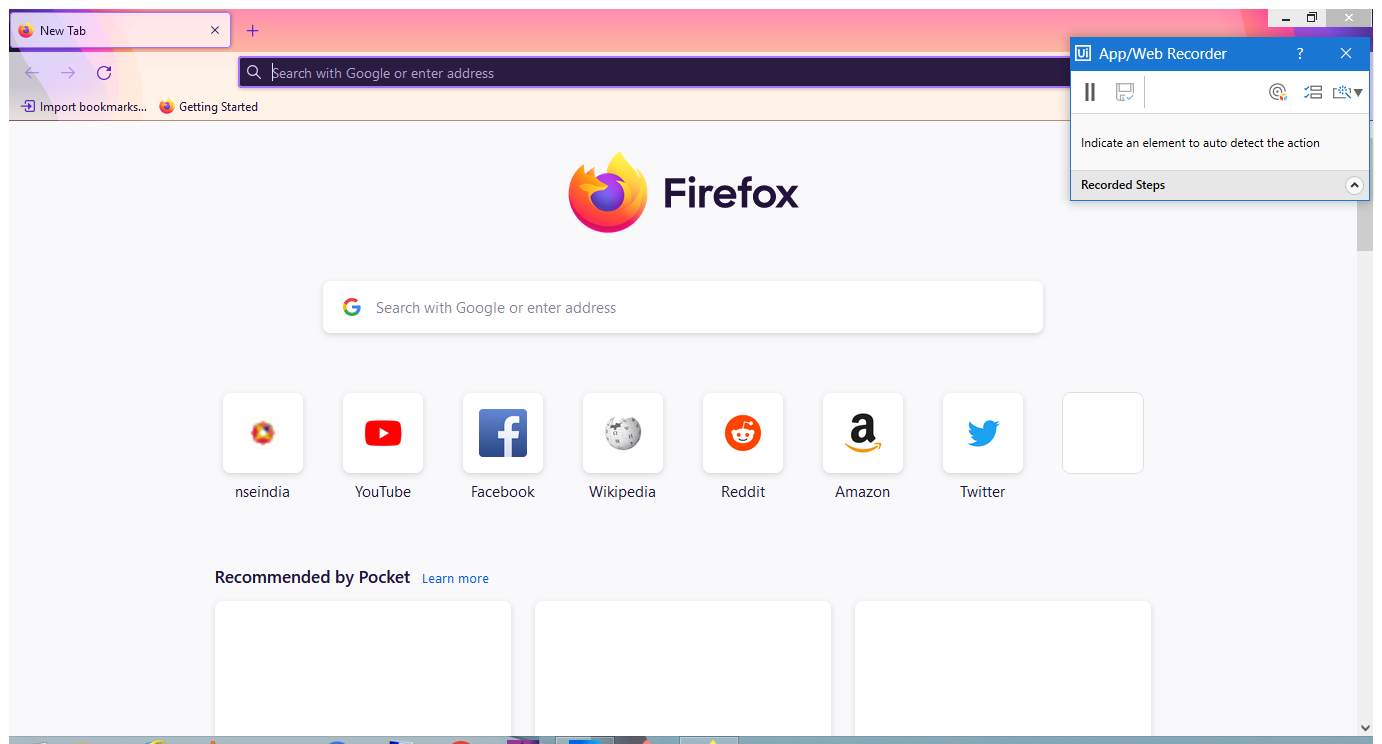 New Tab
Search with Google or enter address
Import bookmarks...
Getting Started
Ui App/Web Recorder ?
Indicate an element to auto detect the action
Recorded Steps
Firefox
Search with Google or enter address
nseindia YouTube Facebook Wikipedia Reddit Amazon Twitter
Recommended by Pocket Learn more